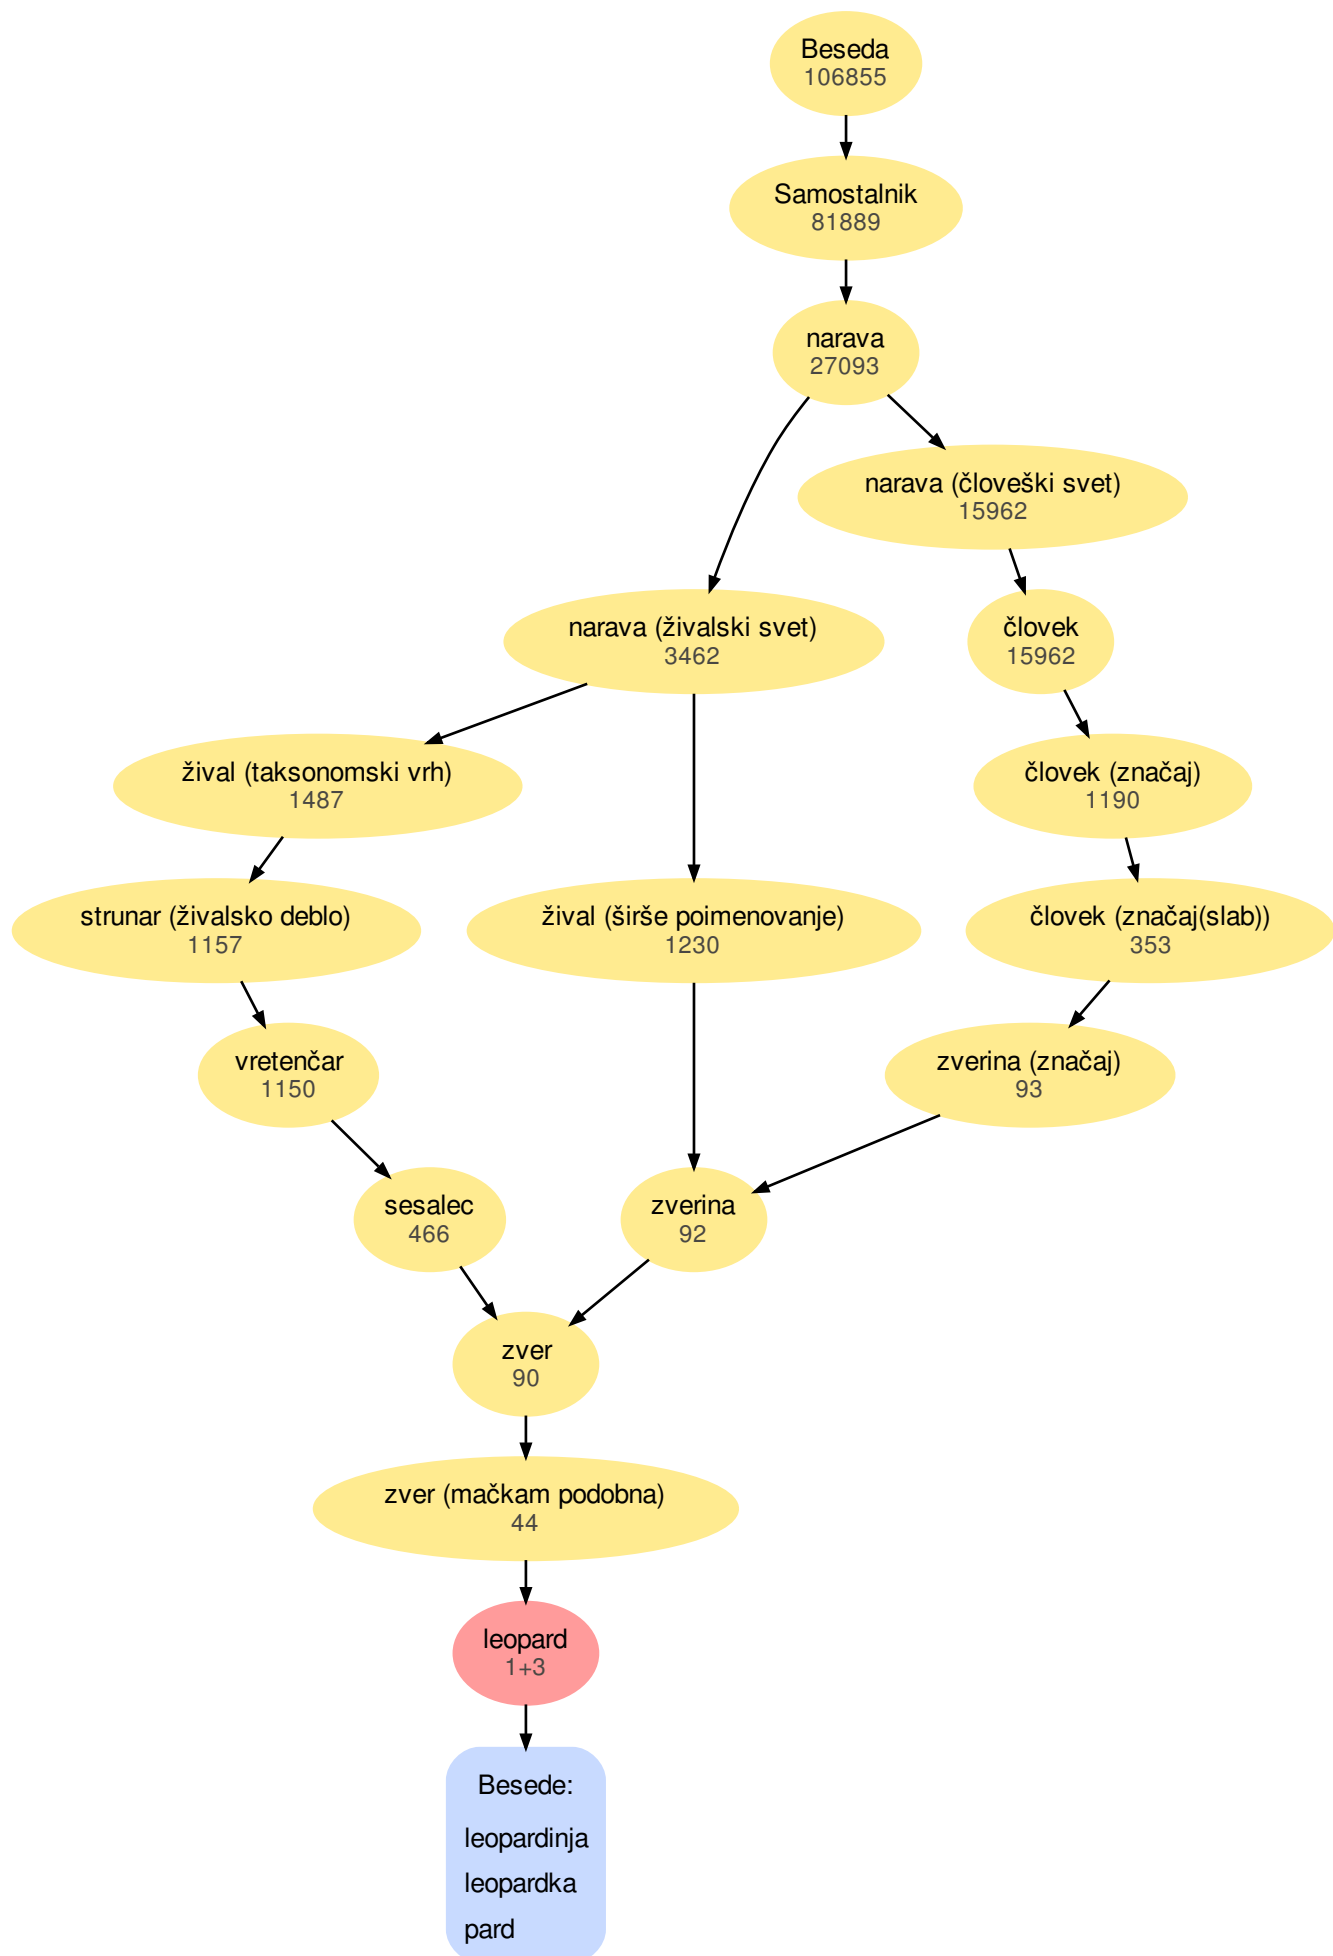 Beseda
106855
Samostalnik
81889
narava
27093
narava (človeški svet)
15962
narava (živalski svet)
3462
človek
15962
žival (taksonomski vrh)
1487
človek (značaj)
1190
strunar (živalsko deblo)
1157
žival (širše poimenovanje)
1230
človek (značaj(slab))
353
vretenčar
1150
zverina (značaj)
93
sesalec
466
zverina
92
zver
90
zver (mačkam podobna)
44
leopard
1+3
Besede:
leopardinja
leopardka
pard